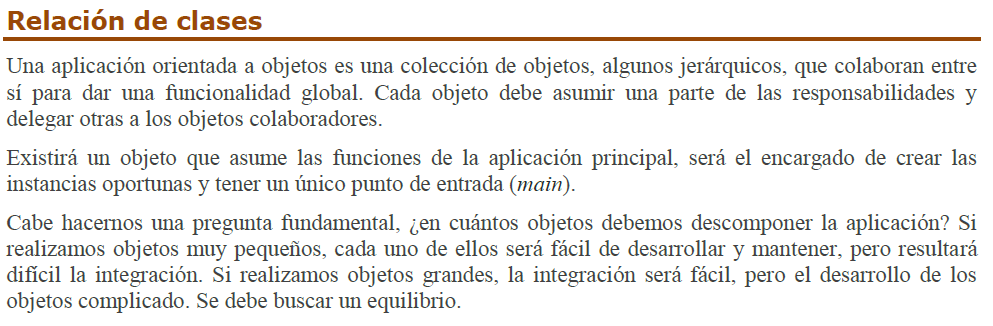 Relación de clases
Una aplicación orientada a objetos es una colección de objetos, algunos jerárquicos, que colaboran entre
sí para dar una funcionalidad global. Cada objeto debe asumir una parte de las responsabilidades y
delegar otras a los objetos colaboradores.
Existirá un objeto que asume las funciones de la aplicación principal, será el encargado de crear las
instancias oportunas y tener un único punto de entrada (main).
Cabe hacernos una pregunta fundamental, ¿en cuántos objetos debemos descomponer la aplicación? Si
realizamos objetos muy pequeños, cada uno de ellos será fácil de desarrollar y mantener, pero resultará
difícil la integración. Si realizamos objetos grandes, la integración será fácil, pero el desarrollo de los
objetos complicado. Se debe buscar un equilibrio.